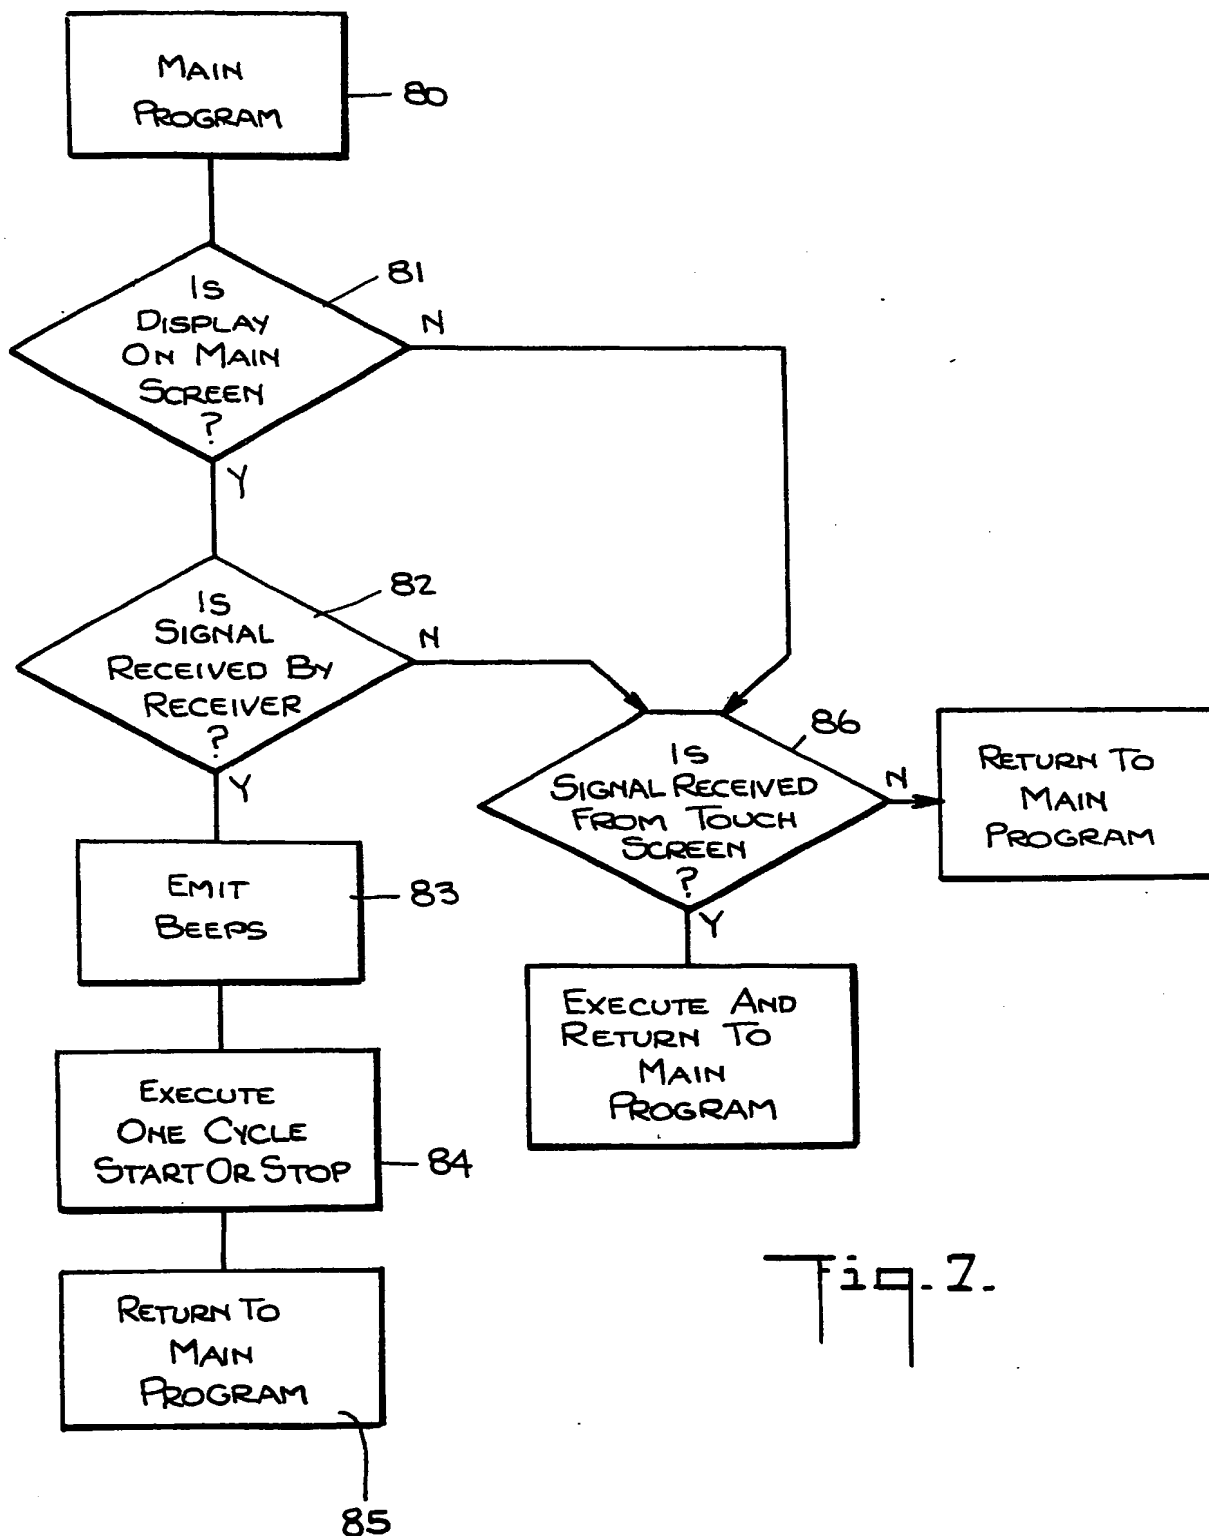 MAIN
PROGRAM
80
IS
DISPLAY
ON MAIN
SCREEN
?
81
N
Y
IS
SIGNAL
RECEIVED BY
RECEIVER
?
82
N
Y
EMIT
BEEPS
83
EXECUTE
ONE CYCLE
START OR STOP
84
RETURN TO
MAIN
PROGRAM
85
IS
SIGNAL RECEIVED
FROM TOUCH
SCREEN
?
86
N
Y
RETURN TO
MAIN
PROGRAM
EXECUTE AND
RETURN TO
MAIN
PROGRAM
Fig. 7.